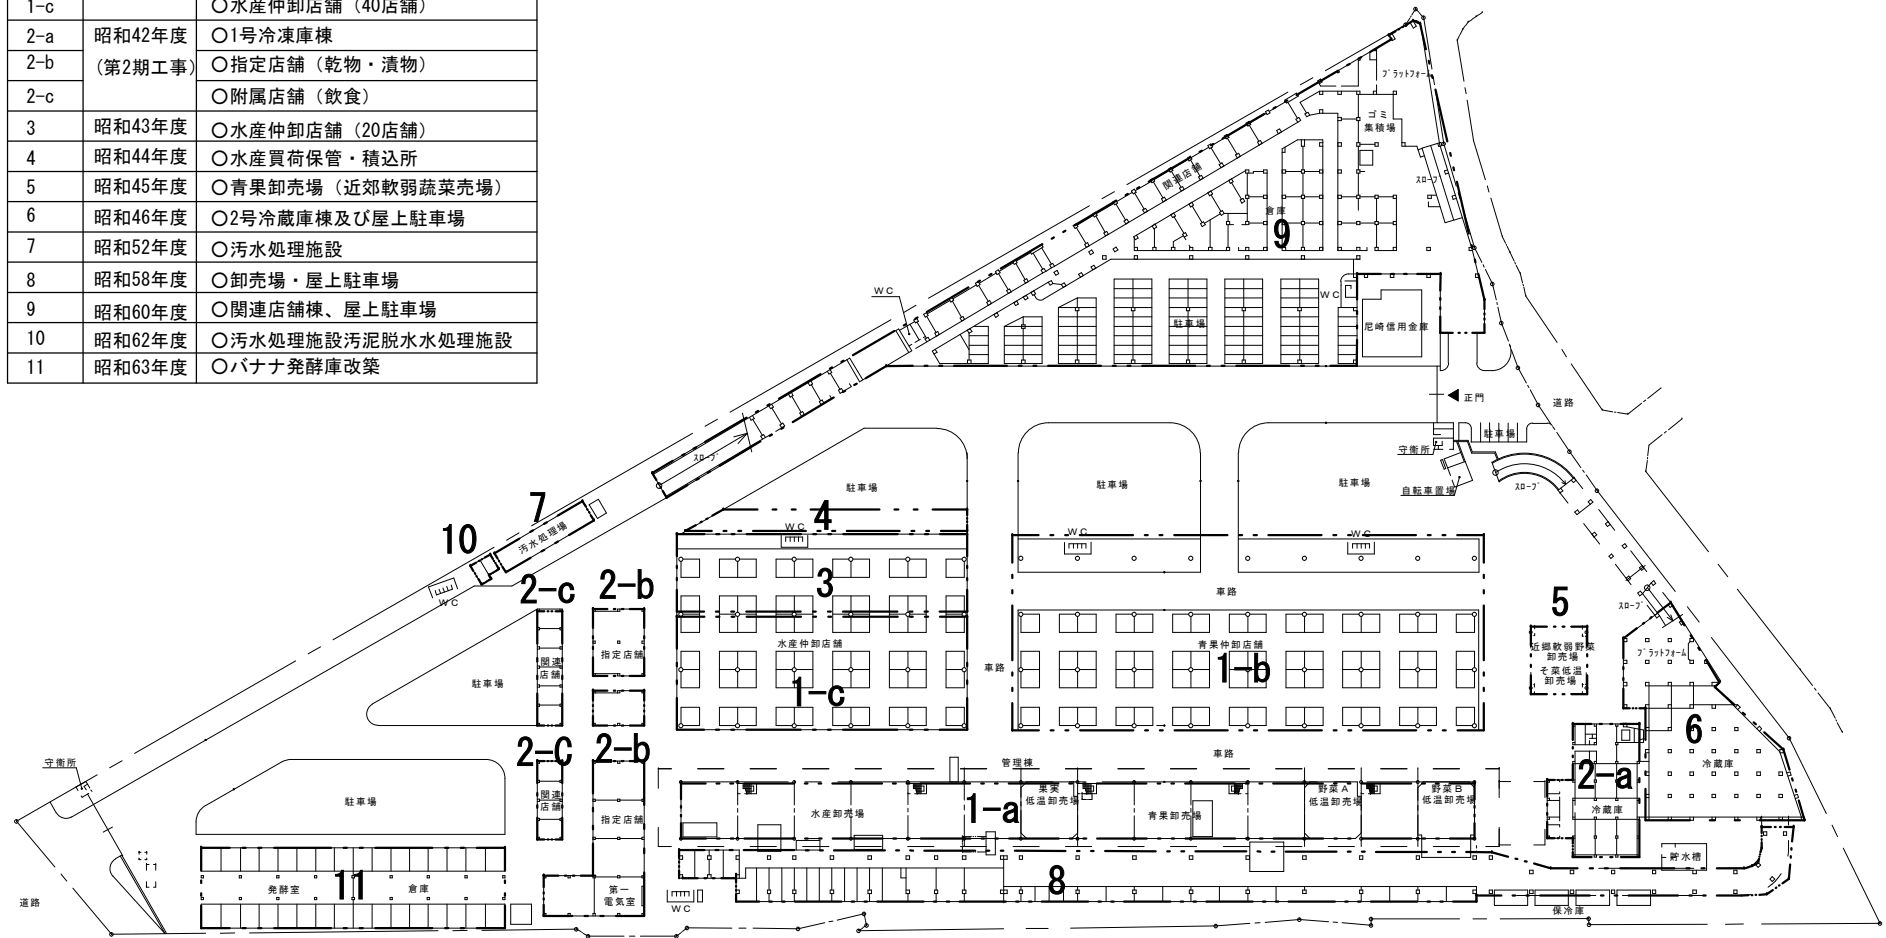 1-c ○水産仲卸店舗（40店舗）
2-a 昭和42年度 ○1号冷凍庫棟
2-b （第2期工事） ○指定店舗（乾物・漬物）
2-c ○附属店舗（飲食）
3 昭和43年度 ○水産仲卸店舗（20店舗）
4 昭和44年度 ○水産買荷保管・積込所
5 昭和45年度 ○青果卸売場（近郊軟弱蔬菜売場）
6 昭和46年度 ○2号冷蔵庫棟及び屋上駐車場
7 昭和52年度 ○汚水処理施設
8 昭和58年度 ○卸売場・屋上駐車場
9 昭和60年度 ○関連店舗棟、屋上駐車場
10 昭和62年度 ○汚水処理施設汚泥脱水水処理施設
11 昭和63年度 ○バナナ発酵庫改築
プラットフォーム
ゴミ
集積場
スロープ
関連店舗
倉庫
9
WC
WC
駐車場
尼崎信用金庫
正門
道路
駐車場
守衛所
自転車置場
スロープ
スロープ
駐車場
駐車場
駐車場
7
汚水処理場
10
WC
4
WC
WC
WC
3
車路
2-c
2-b
関連
店舗
指定店舗
駐車場
水産仲卸店舗
1-c
車路
青果仲卸店舗
1-b
5
近郷軟弱野菜
卸売場
そ菜低温
卸売場
スロープ
プラットフォーム
6
冷蔵庫
2-a
冷蔵庫
車路
管理棟
2-C
2-b
関連
店舗
指定店舗
守衛所
駐車場
水産卸売場
1-a
果実
低温卸売場
青果卸売場
野菜A
低温卸売場
野菜B
低温卸売場
貯水槽
道路
発酵室
11
倉庫
第一
電気室
WC
8
保冷庫